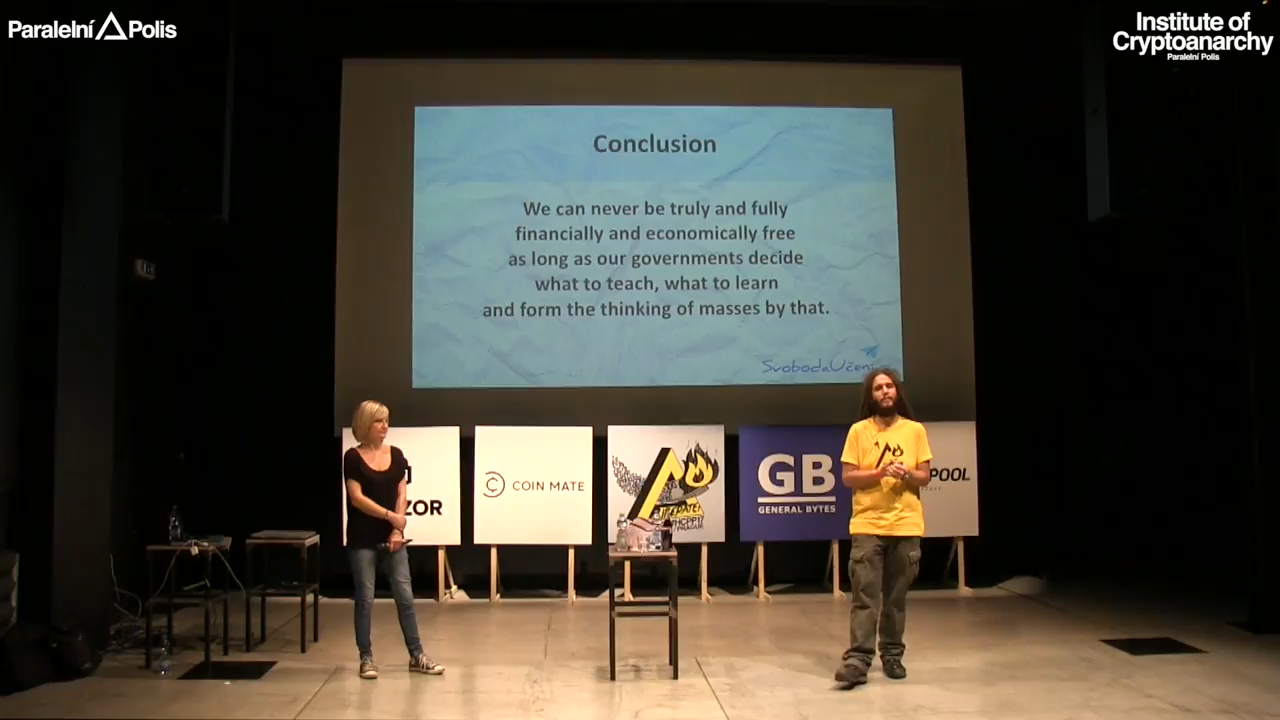 Paralelní Polis
Institute of
Cryptoanarchy
Paralelní Polis
Conclusion
We can never be truly and fully
financially and economically free
as long as our governments decide
what to teach, what to learn
and form the thinking of masses by that.
SvobodaUčení
ZOR
COIN MATE
HCPP17
PRAGUE
GB
GENERAL BYTES
POOL